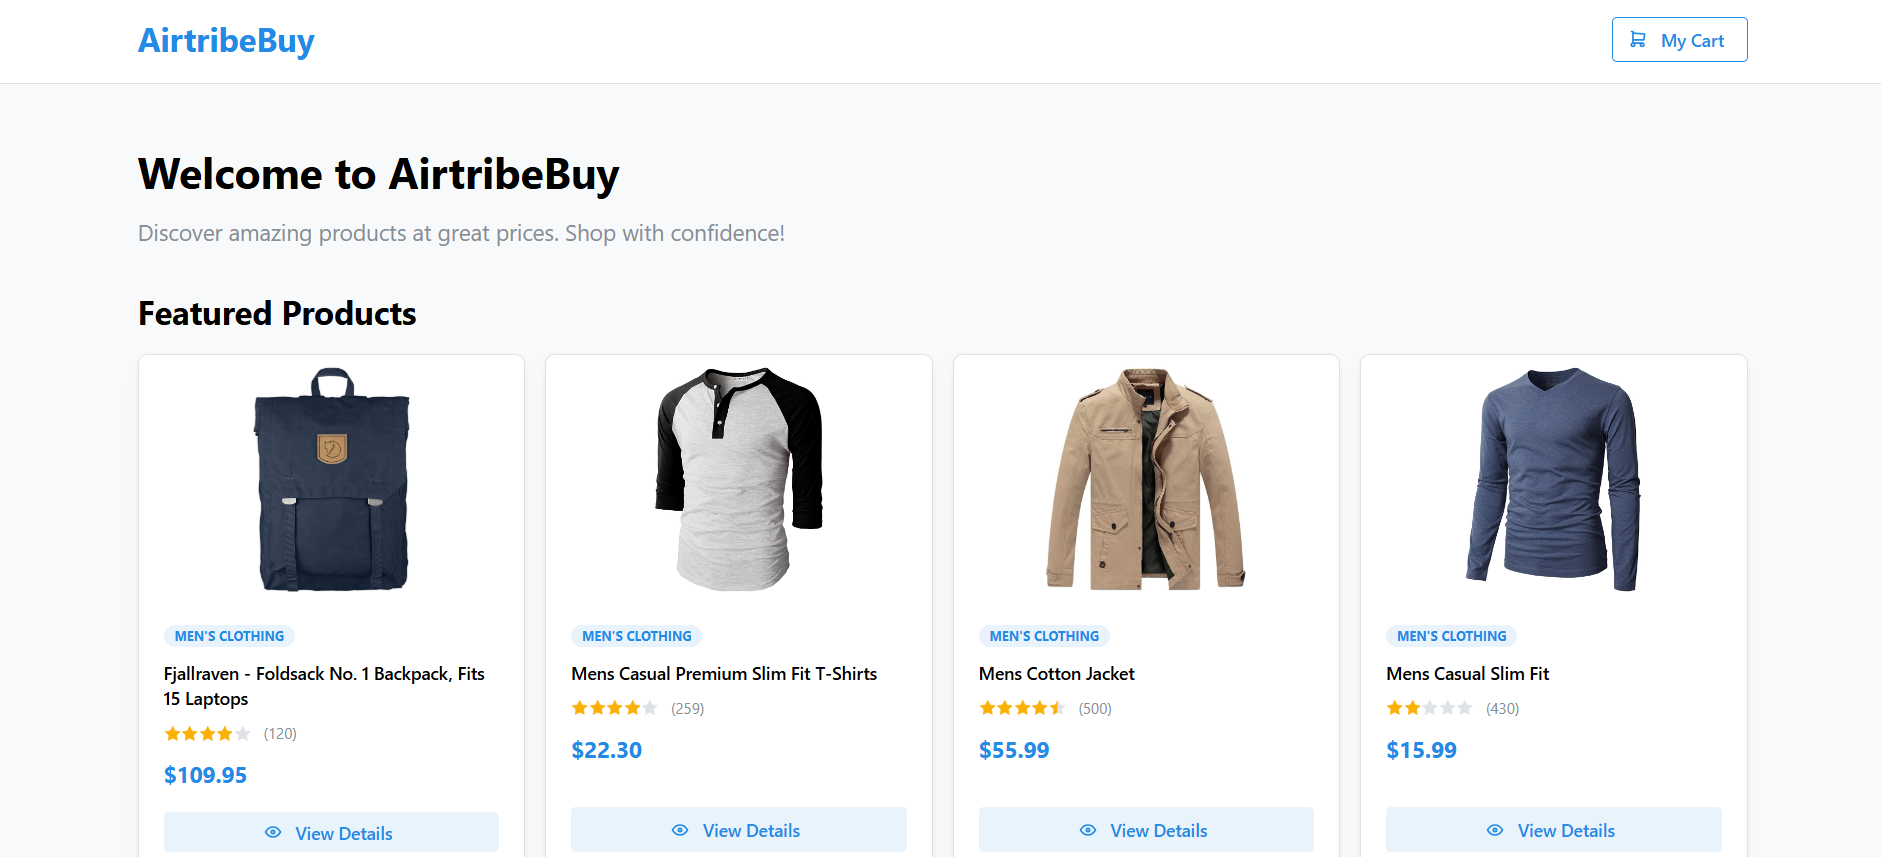 AirtribeBuy
My Cart
Welcome to AirtribeBuy
Discover amazing products at great prices. Shop with confidence!
Featured Products
MEN'S CLOTHING
Fjallraven - Foldsack No. 1 Backpack, Fits
15 Laptops
(120)
$109.95
View Details
MEN'S CLOTHING
Mens Casual Premium Slim Fit T-Shirts
(259)
$22.30
View Details
MEN'S CLOTHING
Mens Cotton Jacket
(500)
$55.99
View Details
MEN'S CLOTHING
Mens Casual Slim Fit
(430)
$15.99
View Details